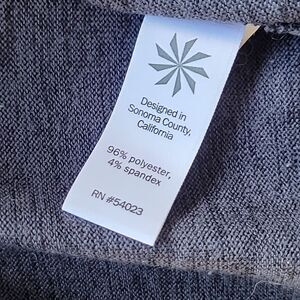 Designed in
Sonoma County,
California
96% polyester,
4% spandex
RN #54023